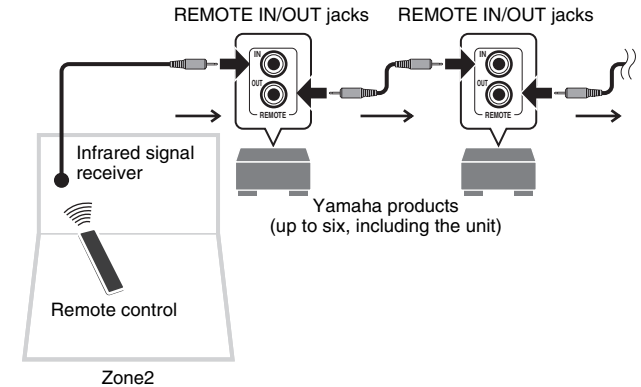 REMOTE IN/OUT jacks
REMOTE IN/OUT jacks
IN
OUT
REMOTE
IN
OUT
REMOTE
Infrared signal
receiver
Yamaha products
(up to six, including the unit)
Remote control
Zone2